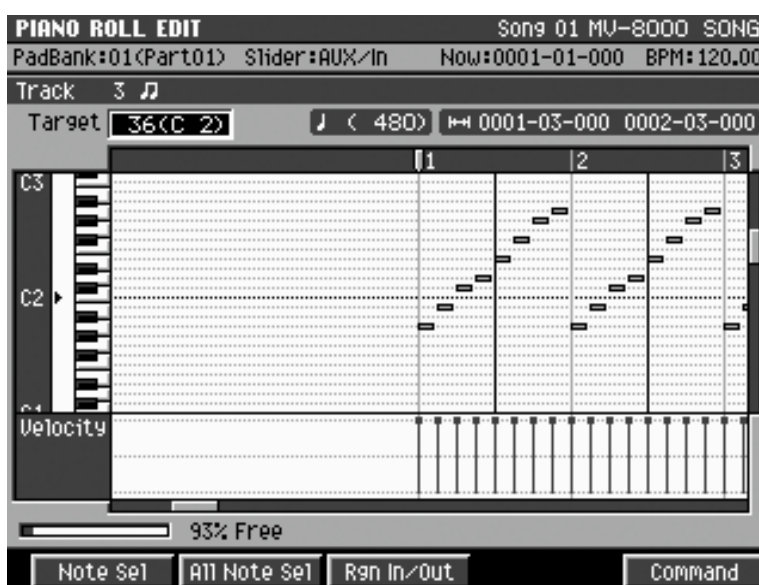 PIANO ROLL EDIT Song 01 MV-8000 SONG
PadBank:01(Part01) Slider:AUX/In Now:0001-01-000 BPM:120.00
Track 3
Target 36(C 2) ( 480) 0001-03-000 0002-03-000
1 2 3
C3
C2
C1
Velocity
93% Free
Note Sel All Note Sel Rgn In/Out Command